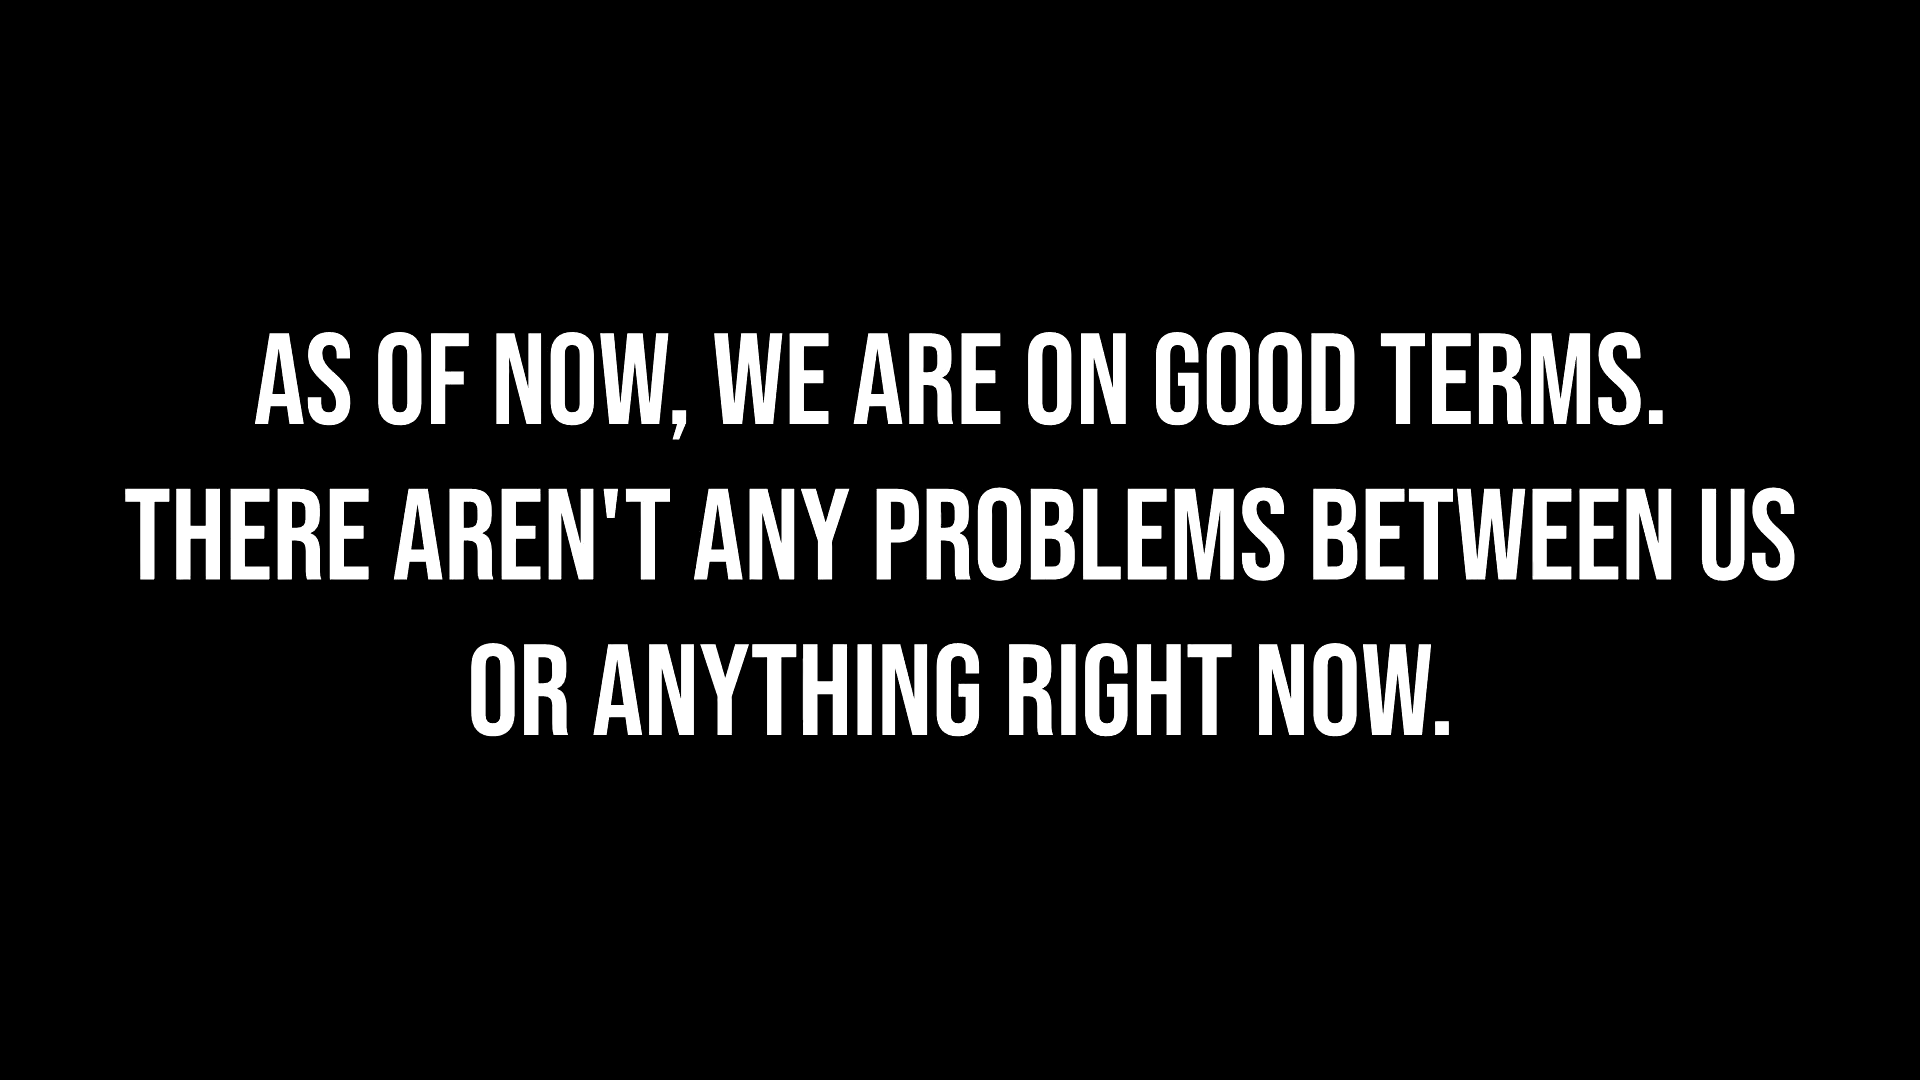 AS OF NOW, WE ARE ON GOOD TERMS.
THERE AREN'T ANY PROBLEMS BETWEEN US
OR ANYTHING RIGHT NOW.